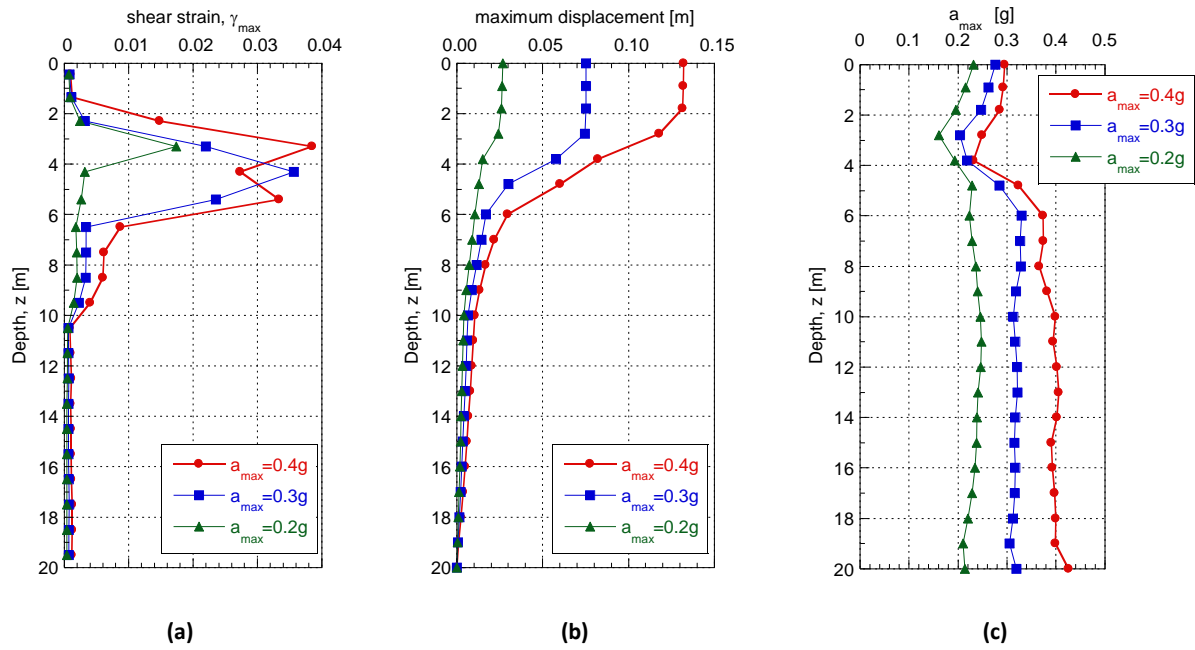 shear strain, γmax
0 0.01 0.02 0.03 0.04
0
2
4
6
8
10
12
14
16
18
20
Depth, z [m]
amax=0.4g
amax=0.3g
amax=0.2g
(a)
maximum displacement [m]
0.00 0.05 0.10 0.15
0
2
4
6
8
10
12
14
16
18
20
Depth, z [m]
amax=0.4g
amax=0.3g
amax=0.2g
(b)
amax [g]
0 0.1 0.2 0.3 0.4 0.5
0
2
4
6
8
10
12
14
16
18
20
Depth, z [m]
amax=0.4g
amax=0.3g
amax=0.2g
(c)